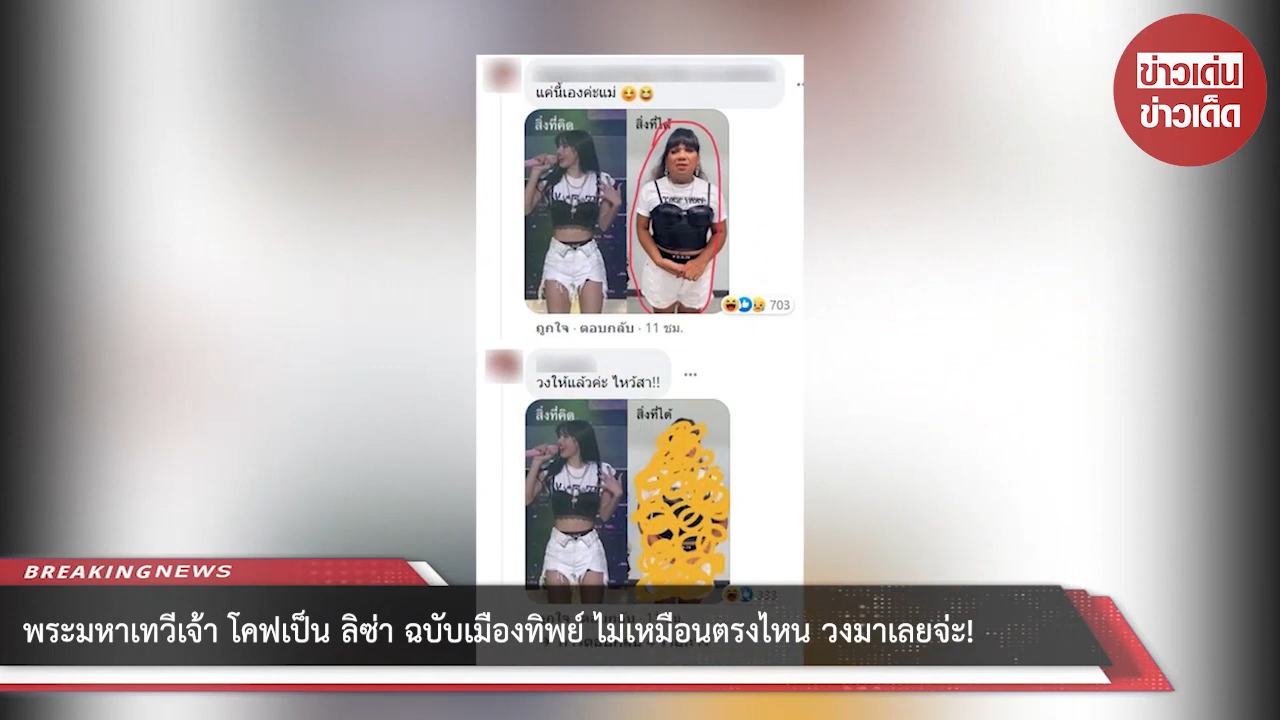 ข่าวเด่น
ข่าวเด็ด
แค่นี้เองค่ะแม่
สิ่งที่คิด
สิ่งที่ได้
703
ถูกใจ · ตอบกลับ · 11 ชม.
วงให้แล้วค่ะ ไหว้สา!!
สิ่งที่คิด
สิ่งที่ได้
333
BREAKINGNEWS
พระมหาเทวีเจ้า โคฟเป็น ลิซ่า ฉบับเมืองทิพย์ ไม่เหมือนตรงไหน วงมาเลยจ่ะ!